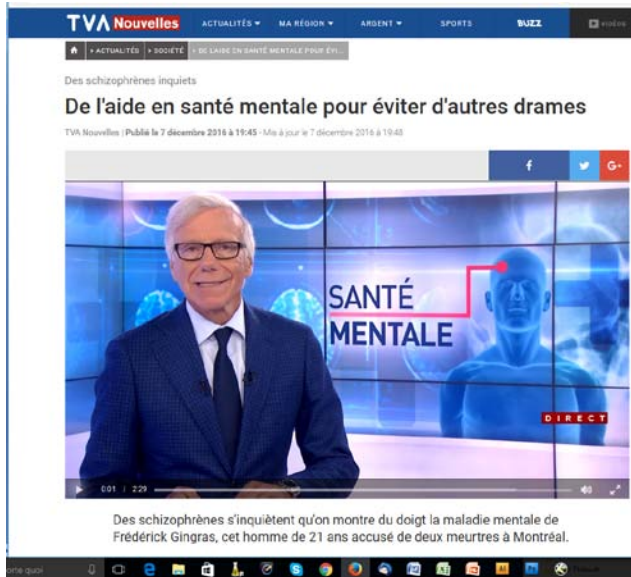 TVA Nouvelles ACTUALITÉS MA RÉGION ARGENT SPORTS BUZZ VIDÉOS
ACTUALITÉS SOCIÉTÉ DE L'AIDE EN SANTÉ MENTALE POUR ÉVI...
Des schizophrènes inquiets
De l'aide en santé mentale pour éviter d'autres drames
TVA Nouvelles | Publié le 7 décembre 2016 à 19:45 - Mis à jour le 7 décembre 2016 à 19:48
f G+
SANTÉ
MENTALE
DIRECT
0:01 / 2:29
Des schizophrènes s'inquiètent qu'on montre du doigt la maladie mentale de
Frédérick Gingras, cet homme de 21 ans accusé de deux meurtres à Montréal.
orte quoi